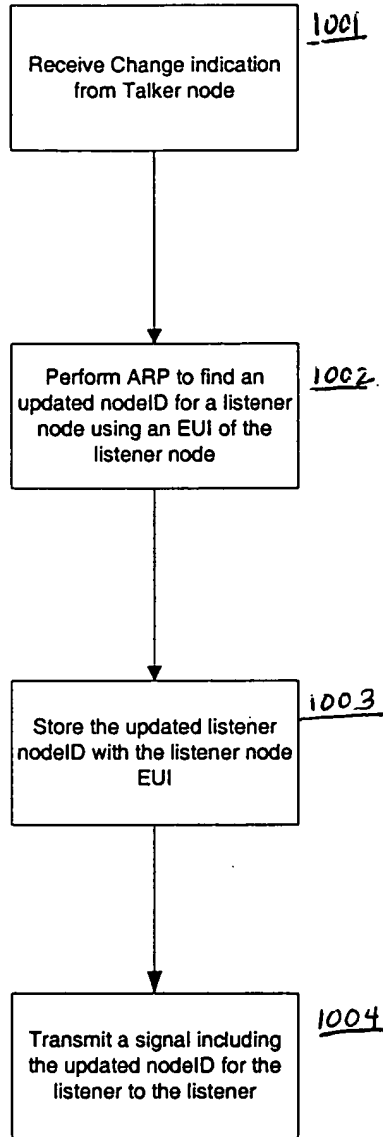 1001
Receive Change indication
from Talker node
1002
Perform ARP to find an
updated nodeID for a listener
node using an EUI of the
listener node
1003
Store the updated listener
nodeID with the listener node
EUI
1004
Transmit a signal including
the updated nodeID for the
listener to the listener